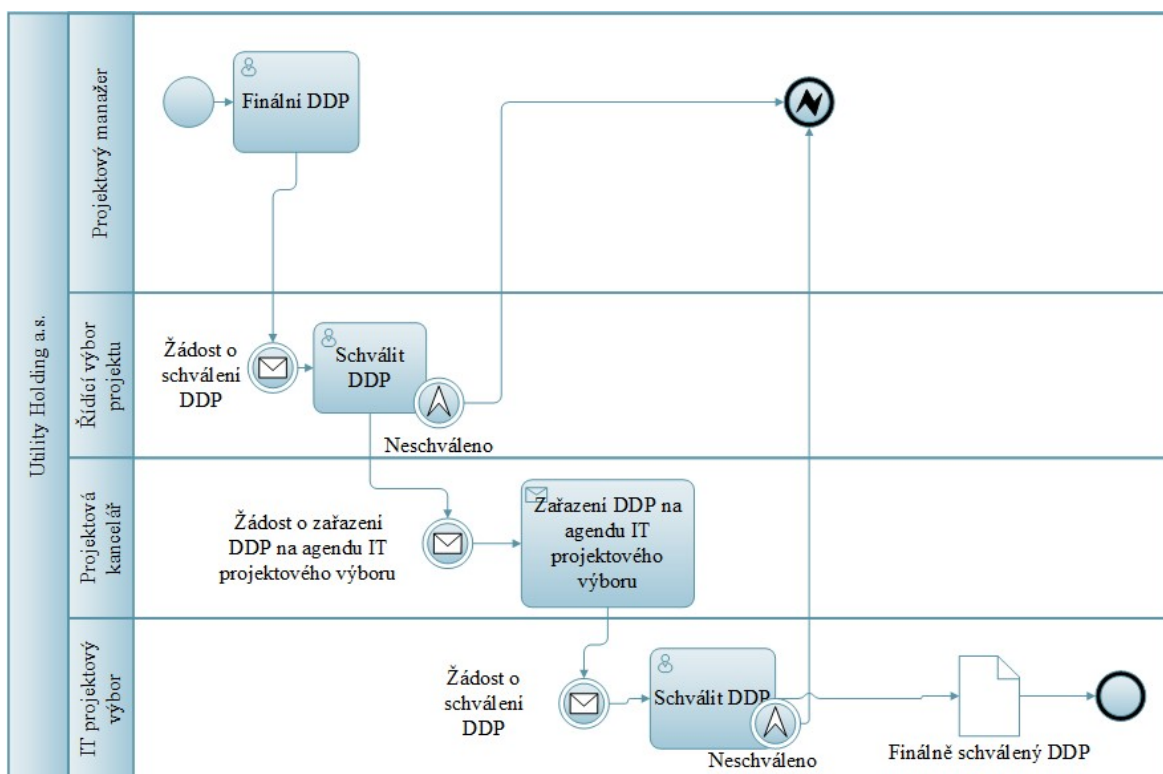 Utility Holding a.s.
Projektový manažer
Finální DDP
Řídící výbor
projektu
Žádost o
schválení
DDP
Schválit
DDP
Neschváleno
Projektová
kancelář
Žádost o zařazení
DDP na agendu IT
projektového výboru
Zařazení DDP na
agendu IT
projektového
výboru
IT projektový
výbor
Žádost o
schválení
DDP
Schválit DDP
Neschváleno
Finálně schválený DDP